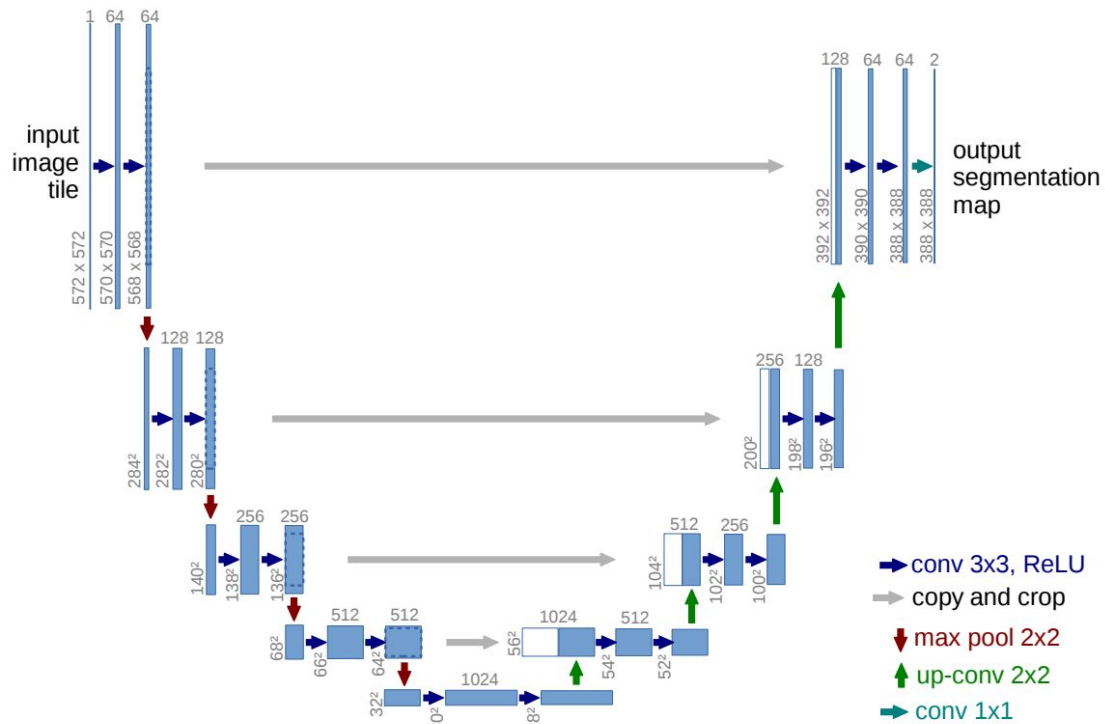 1 64 64
input
image
tile
572 x 572
570 x 570
568 x 568
128 64 64 2
392 x 392
390 x 390
388 x 388
388 x 388
output
segmentation
map
128 128
284²
282²
280²
256 128
200²
198²
196²
256 256
140²
138²
136²
512 256
104²
102²
100²
512 512
68²
66²
64²
1024 512
56²
54²
52²
1024
32²
0²
8²
conv 3x3, ReLU
copy and crop
max pool 2x2
up-conv 2x2
conv 1x1